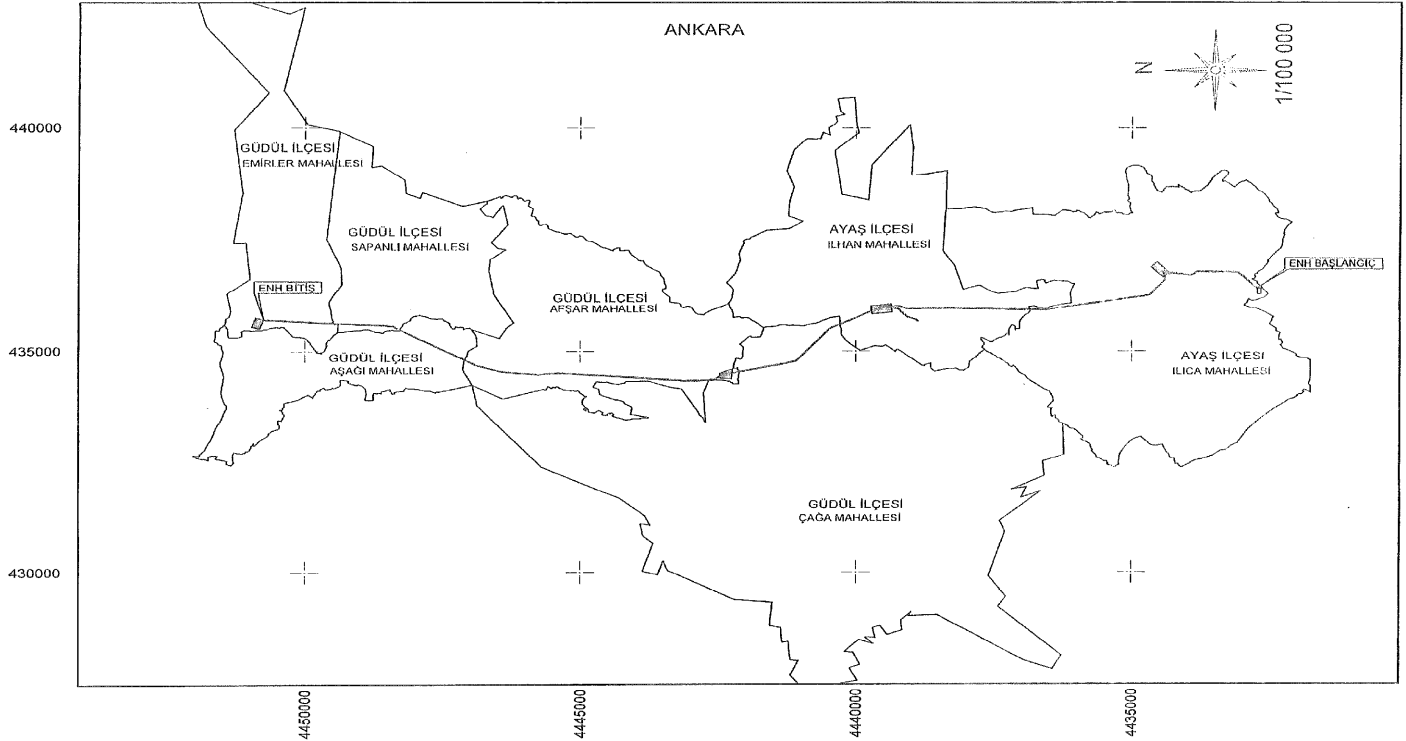 ANKARA
N
1/100 000
440000
GÜDÜL İLÇESİ
EMİRLER MAHALLESİ
GÜDÜL İLÇESİ
SAPANLI MAHALLESİ
AYAŞ İLÇESİ
ILHAN MAHALLESİ
ENH BAŞLANGIÇ
ENH BİTİŞ
GÜDÜL İLÇESİ
AFŞAR MAHALLESİ
435000
GÜDÜL İLÇESİ
AŞAĞI MAHALLESİ
AYAŞ İLÇESİ
ILICA MAHALLESİ
GÜDÜL İLÇESİ
ÇAĞA MAHALLESİ
430000
4450000
4445000
4440000
4435000